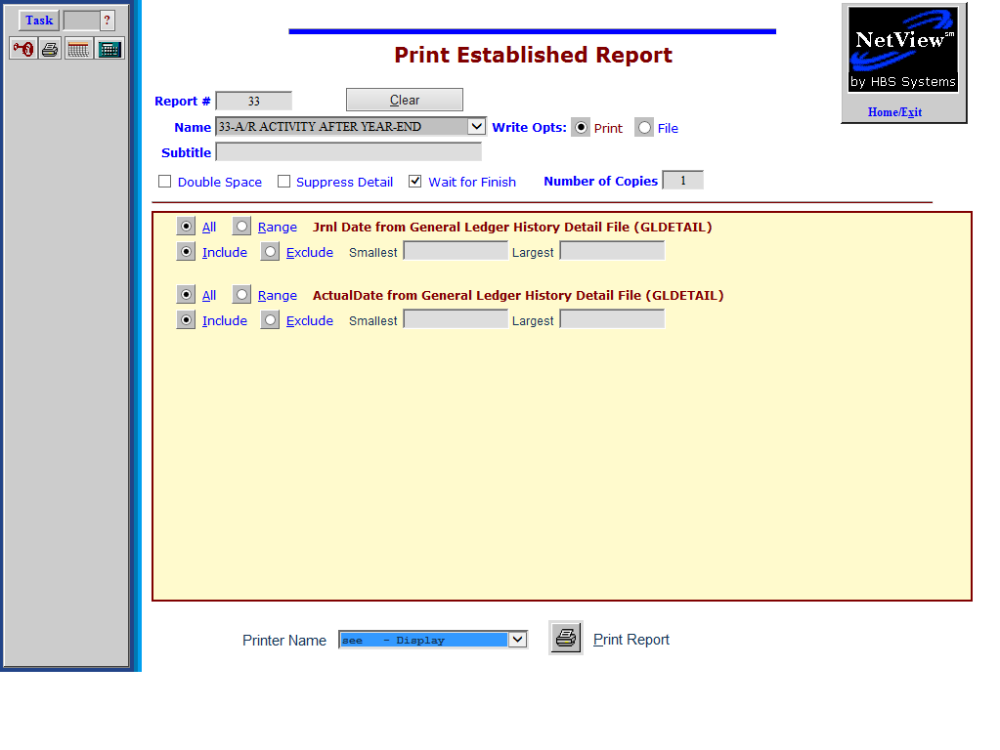 Task ?
Print Established Report
NetView℠
by HBS Systems
Home/Exit
Report # 33 Clear
Name 33-A/R ACTIVITY AFTER YEAR-END Write Opts: Print File
Subtitle
Double Space Suppress Detail Wait for Finish Number of Copies 1
All Range Jrnl Date from General Ledger History Detail File (GLDETAIL)
Include Exclude Smallest Largest
All Range ActualDate from General Ledger History Detail File (GLDETAIL)
Include Exclude Smallest Largest
Printer Name see - Display Print Report